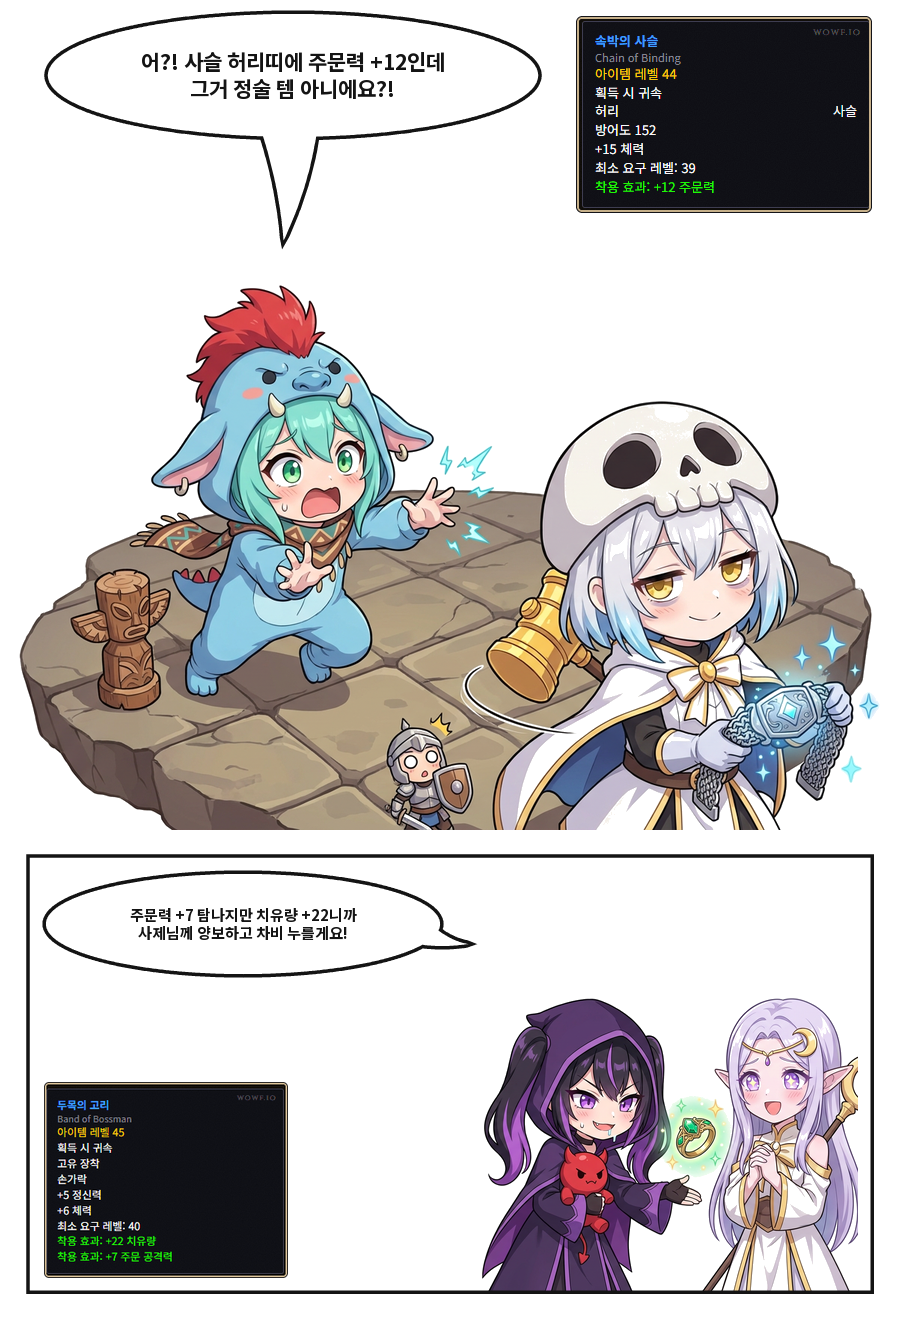 어?! 사슬 허리띠에 주문력 +12인데
그거 정술 템 아니에요?!
WOWF.IO
속박의 사슬
Chain of Binding
아이템 레벨 44
획득 시 귀속
허리 사슬
방어도 152
+15 체력
최소 요구 레벨: 39
착용 효과: +12 주문력
주문력 +7 탐나지만 치유량 +22니까
사제님께 양보하고 차비 누를게요!
WOWF.IO
두목의 고리
Band of Bossman
아이템 레벨 45
획득 시 귀속
고유 장착
손가락
+5 정신력
+6 체력
최소 요구 레벨: 40
착용 효과: +22 치유량
착용 효과: +7 주문 공격력